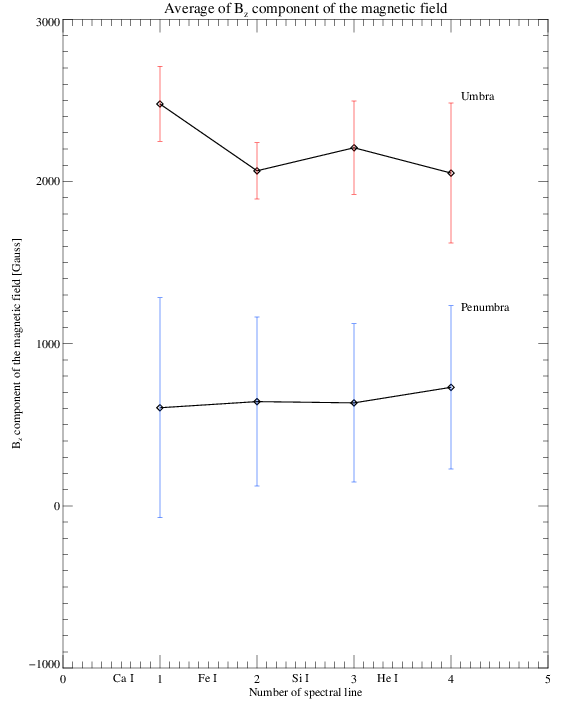 Average of Bz component of the magnetic field
3000
Umbra
2000
Penumbra
1000
0
−1000
Bz component of the magnetic field [Gauss]
0 Ca I 1 Fe I 2 Si I 3 He I 4 5
Number of spectral line